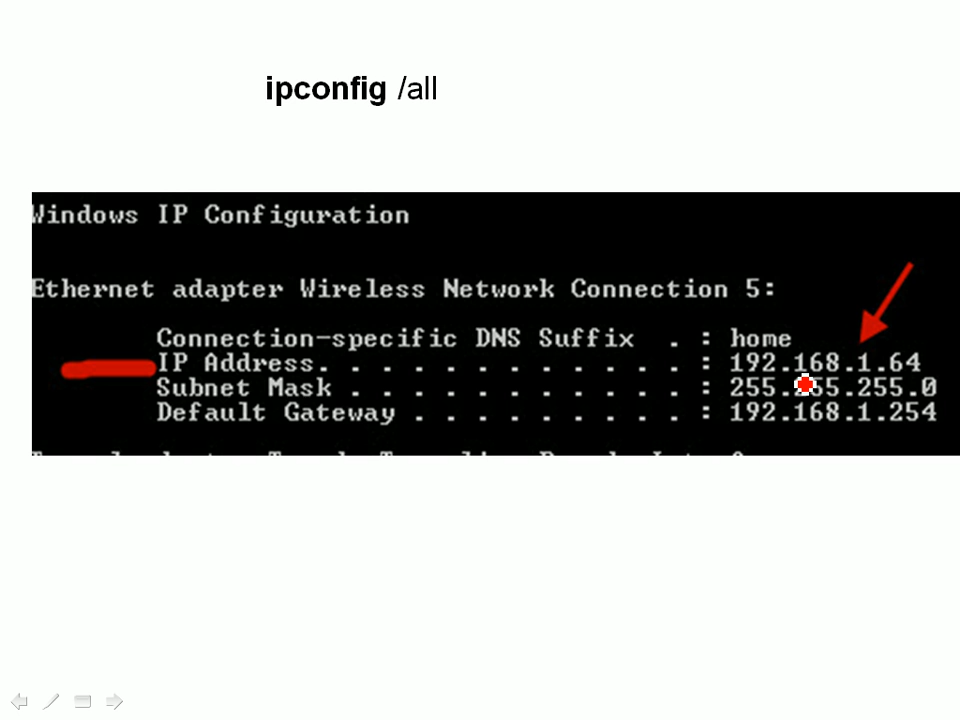 ipconfig /all
Windows IP Configuration
Ethernet adapter Wireless Network Connection 5:
Connection-specific DNS Suffix . : home
IP Address. . . . . . . . . . . . : 192.168.1.64
Subnet Mask . . . . . . . . . . . : 255.255.255.0
Default Gateway . . . . . . . . . : 192.168.1.254